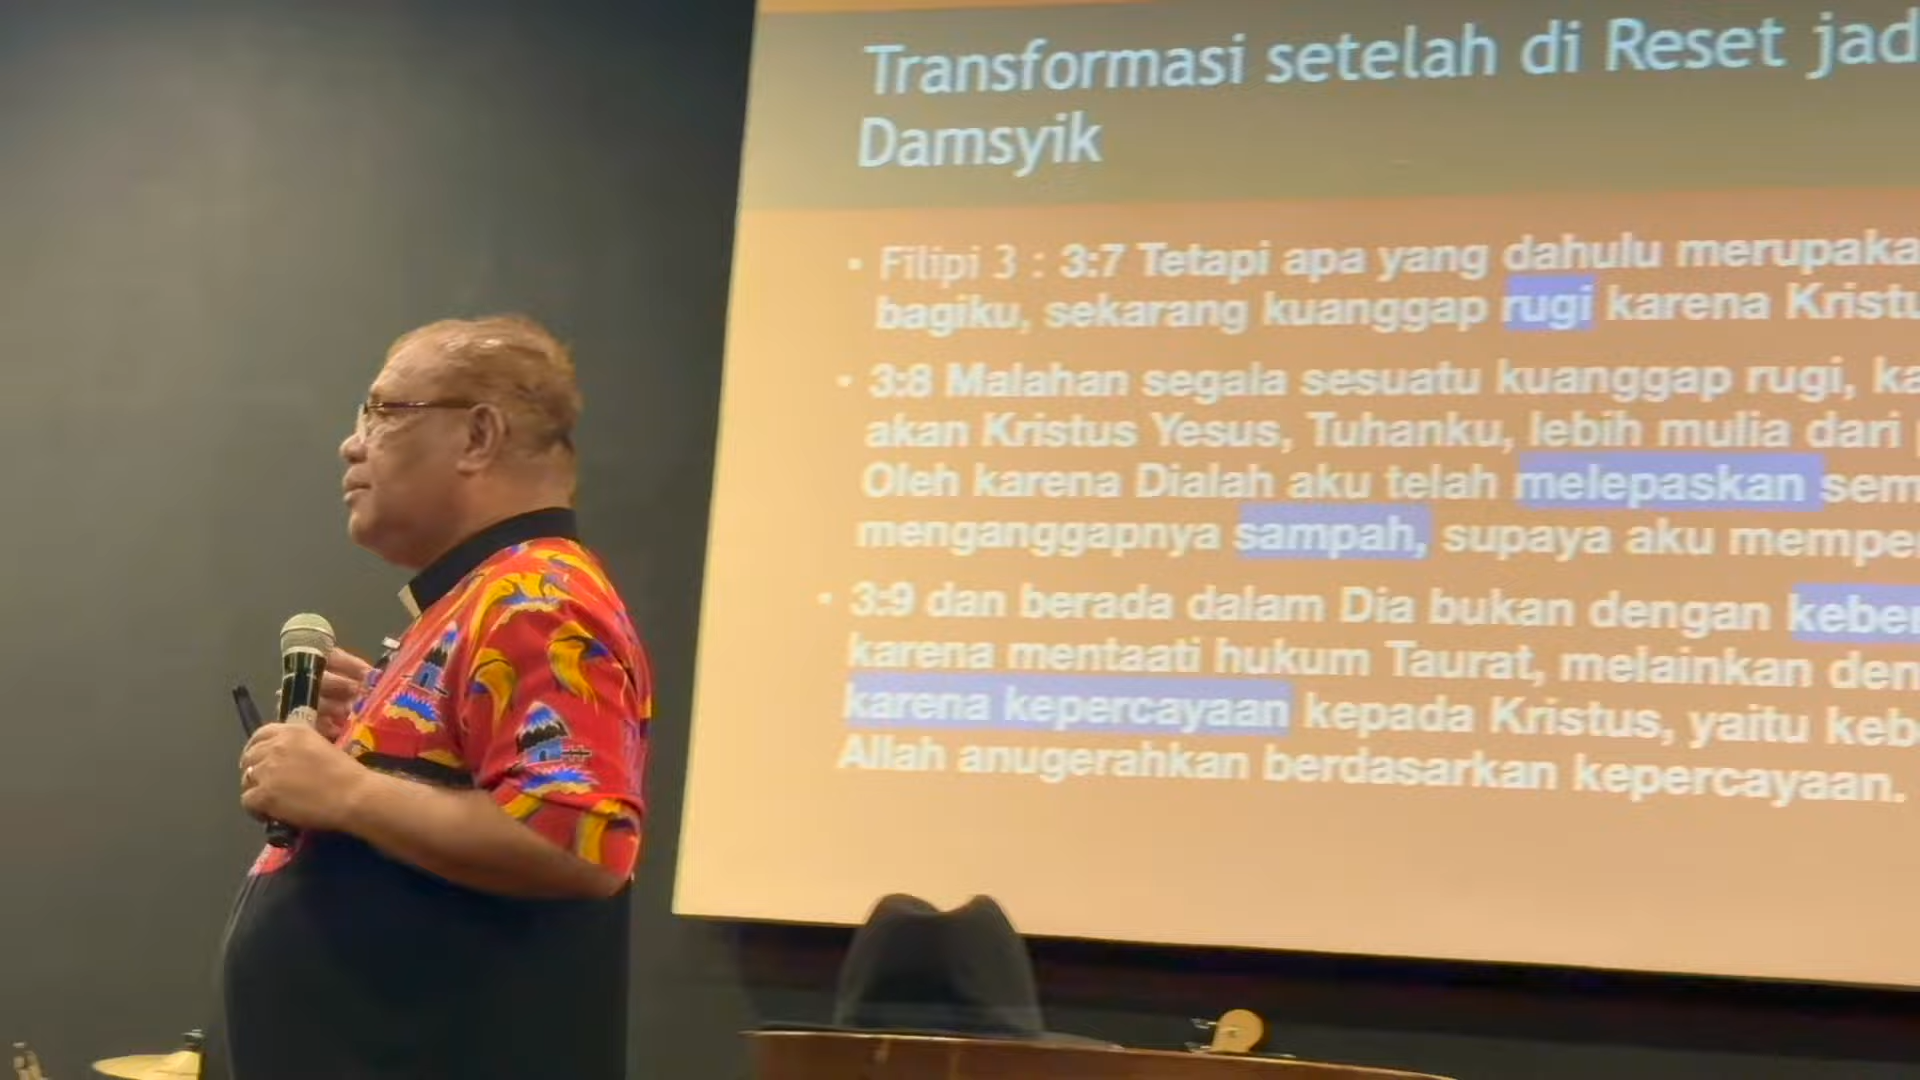 Transformasi setelah di Reset jad
Damsyik
• Filipi 3 : 3:7 Tetapi apa yang dahulu merupaka
bagiku, sekarang kuanggap rugi karena Kristu
• 3:8 Malahan segala sesuatu kuanggap rugi, ka
akan Kristus Yesus, Tuhanku, lebih mulia dari
Oleh karena Dialah aku telah melepaskan sem
menganggapnya sampah, supaya aku mempe
• 3:9 dan berada dalam Dia bukan dengan keben
karena mentaati hukum Taurat, melainkan den
karena kepercayaan kepada Kristus, yaitu keb
Allah anugerahkan berdasarkan kepercayaan.